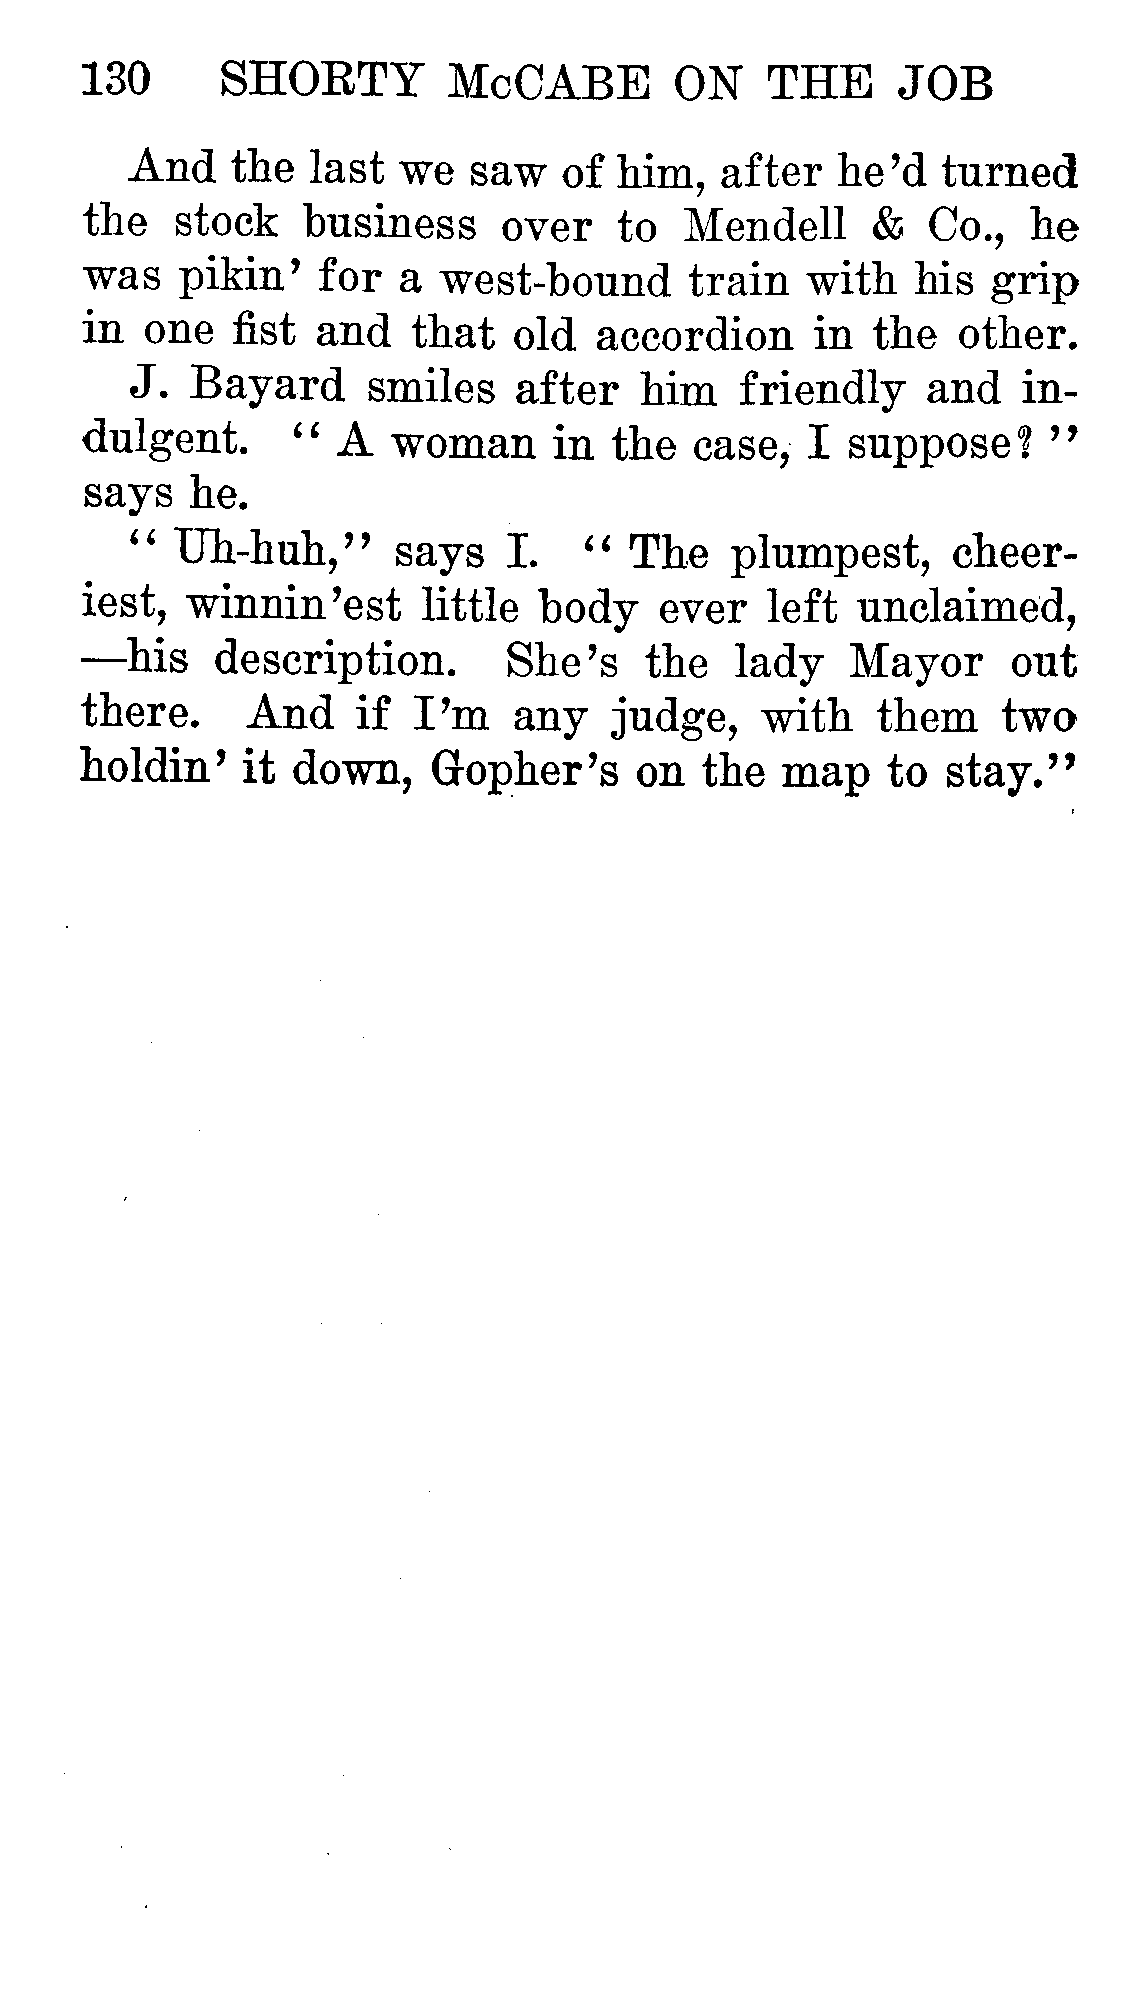 130 SHORTY McCABE ON THE JOB
And the last we saw of him, after he'd turned
the stock business over to Mendell & Co., he
was pikin' for a west-bound train with his grip
in one fist and that old accordion in the other.
J. Bayard smiles after him friendly and in-
dulgent. "A woman in the case, I suppose?"
says he.
"Uh-huh," says I. "The plumpest, cheer-
iest, winnin'est little body ever left unclaimed,
—his description. She's the lady Mayor out
there. And if I'm any judge, with them two
holdin' it down, Gopher's on the map to stay."